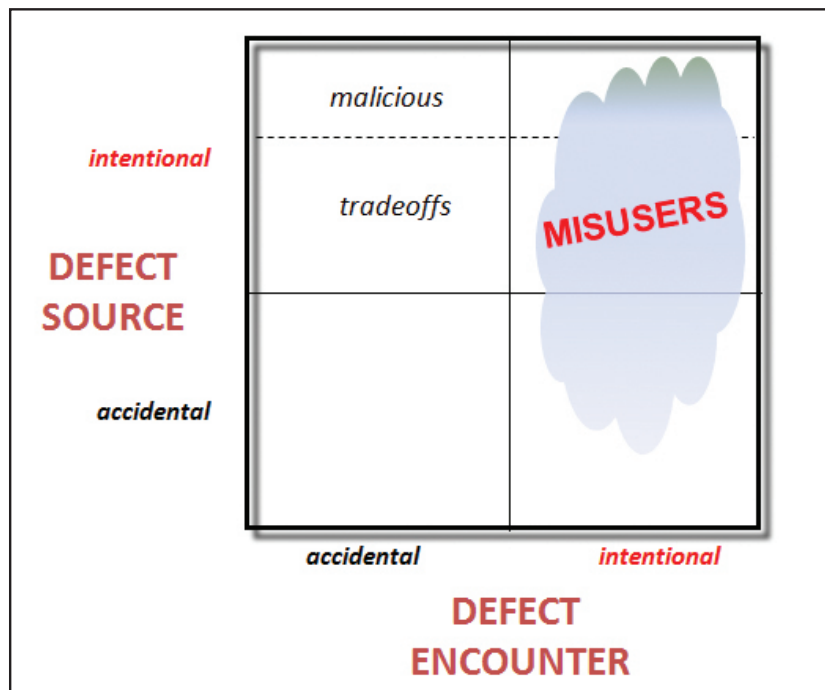 malicious
intentional
tradeoffs
MISUSERS
DEFECT
SOURCE
accidental
accidental
intentional
DEFECT
ENCOUNTER